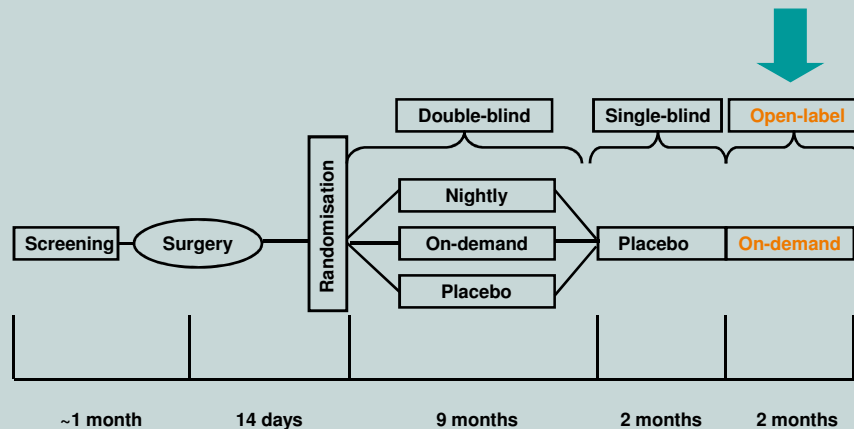 Double-blind
Single-blind
Open-label
Randomisation
Nightly
Screening
Surgery
On-demand
Placebo
On-demand
Placebo
~1 month
14 days
9 months
2 months
2 months